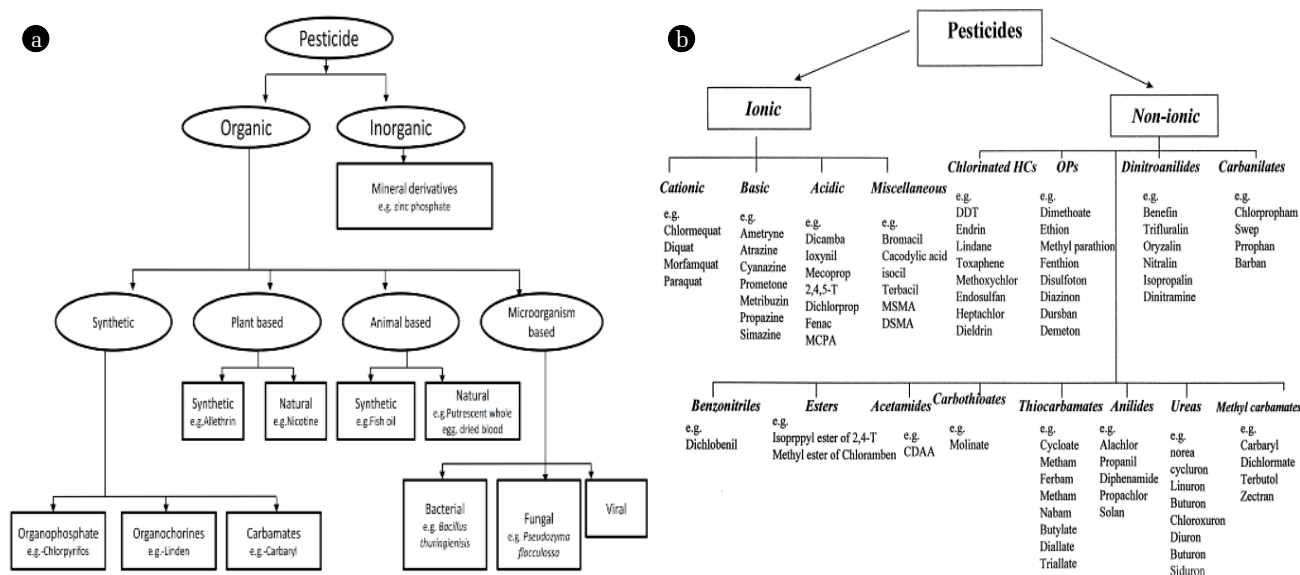 a
Pesticide
Organic
Inorganic
Mineral derivatives
e.g. zinc phosphate
Synthetic
Plant based
Animal based
Microorganism
based
Synthetic
e.g.Allethrin
Natural
e.g.Nicotine
Synthetic
e.g.Fish oil
Natural
e.g.Putrescent whole
egg, dried blood
Bacterial
e.g. Bacillus
thuringienisis
Fungal
e.g. Pseudozyma
flocculossa
Viral
Organophosphate
e.g.-Chlorpyrifos
Organochorines
e.g.-Linden
Carbamates
e.g.-Carbaryl
b
Pesticides
Ionic
Non-ionic
Cationic
e.g.
Chlormequat
Diquat
Morfamquat
Paraquat
Basic
e.g.
Ametryne
Atrazine
Cyanazine
Prometone
Metribuzin
Propazine
Simazine
Acidic
e.g.
Dicamba
Ioxynil
Mecoprop
2,4,5-T
Dichlorprop
Fenac
MCPA
Miscellaneous
e.g.
Bromacil
Cacodylic acid
isocil
Terbacil
MSMA
DSMA
Chlorinated HCs
e.g.
DDT
Endrin
Lindane
Toxaphene
Methoxychlor
Endosulfan
Heptachlor
Dieldrin
OPs
e.g.
Dimethoate
Ethion
Methyl parathion
Fenthion
Disulfoton
Diazinon
Dursban
Demeton
Dinitroanilides
e.g.
Benefin
Trifluralin
Oryzalin
Nitralin
Isopropalin
Dinitramine
Carbanilates
e.g.
Chlorpropham
Swep
Prrophan
Barban
Benzonitriles
e.g.
Dichlobenil
Esters
e.g.
Isoprppyl ester of 2,4-T
Methyl ester of Chloramben
Acetamides
e.g.
CDAA
Carbothioates
e.g.
Molinate
Thiocarbamates
e.g.
Cycloate
Metham
Ferbam
Metham
Nabam
Butylate
Diallate
Triallate
Anilides
e.g.
Alachlor
Propanil
Diphenamide
Propachlor
Solan
Ureas
e.g.
norea
cycluron
Linuron
Buturon
Chloroxuron
Diuron
Buturon
Siduron
Methyl carbamates
e.g.
Carbaryl
Dichlormate
Terbutol
Zectran